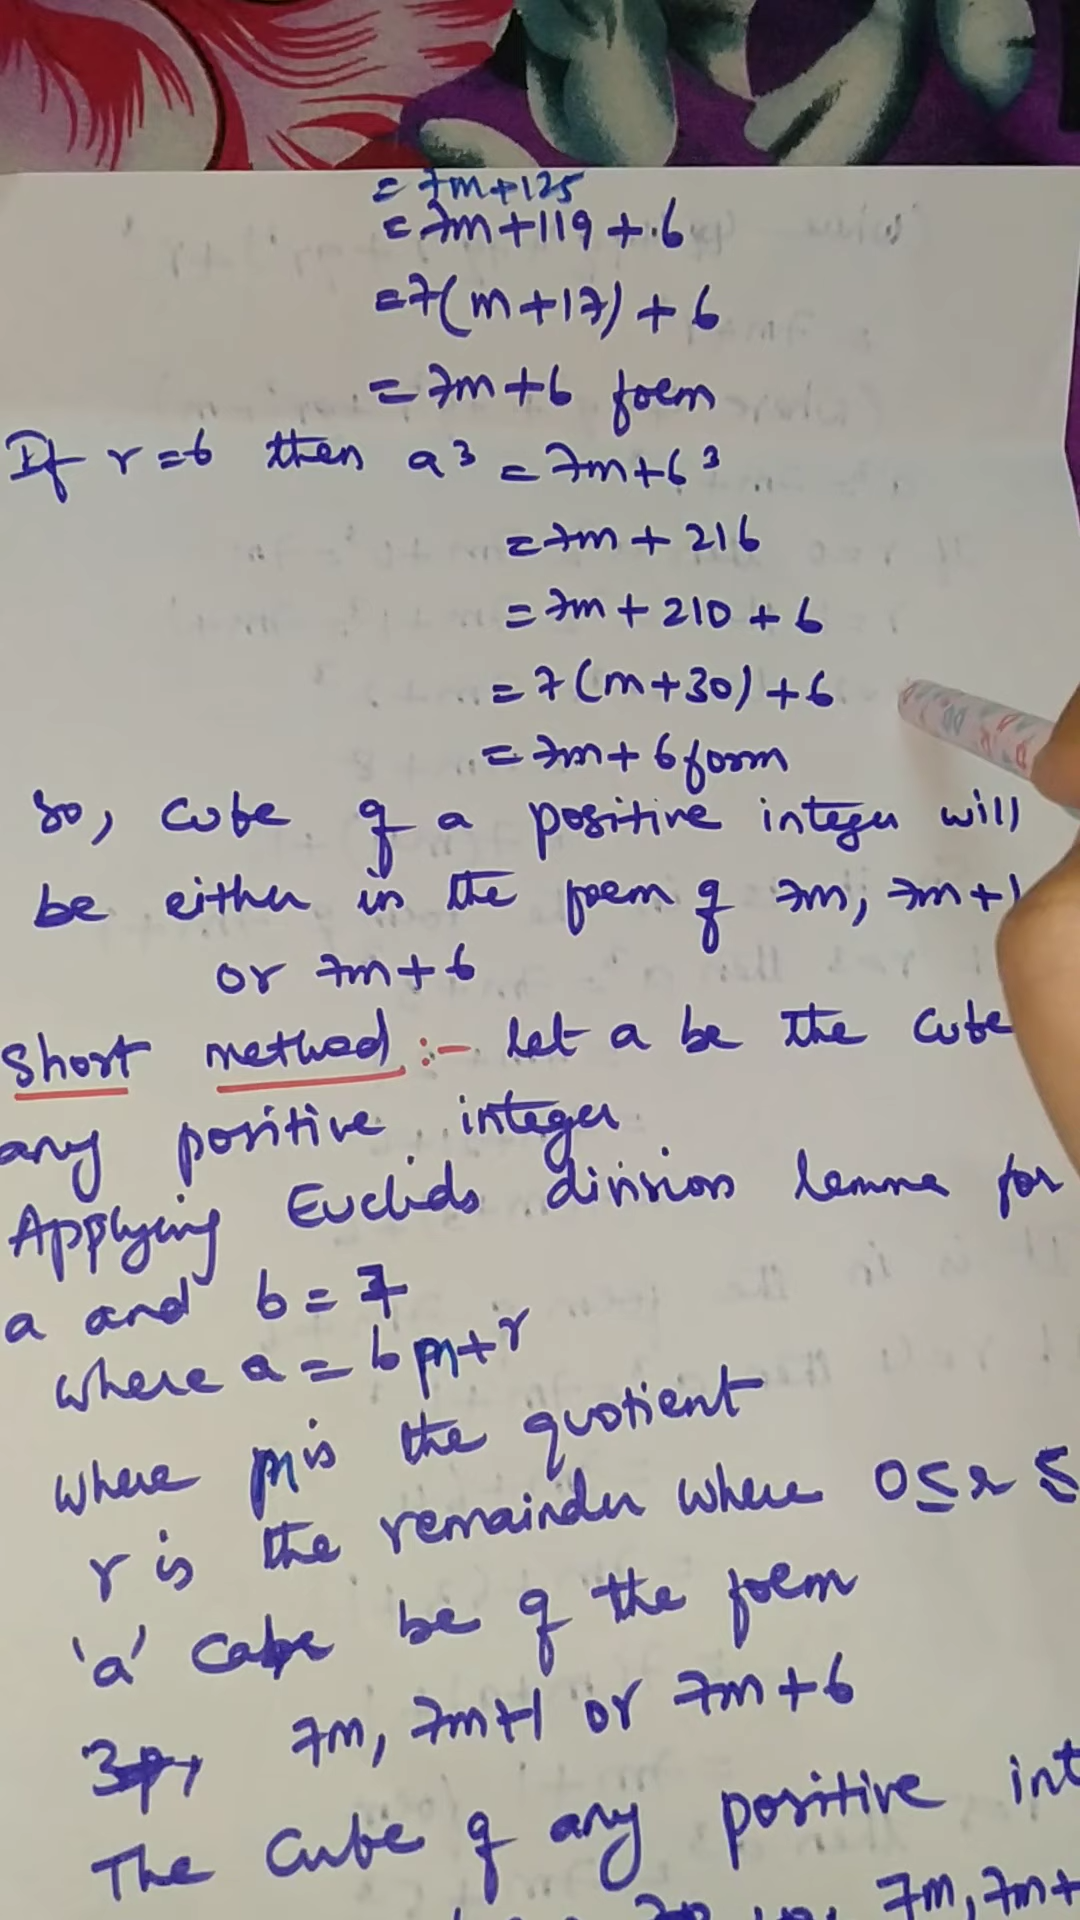 = 7m+125
= 7m+119+6
=7(m+17)+6
= 7m+6 form
If r=6 then a³ = 7m+6³
= 7m+216
= 7m+210+6
= 7(m+30)+6
= 7m+6 form
So, cube of a positive integer will
be either in the form of 7m, 7m+1
or 7m+6
Short method :- Let a be the cube
any positive integer
Applying Euclids division lemma for
a and b=7
where a = bm+r
where m is the quotient
r is the remainder where 0≤r≤
'a' be of the form
7m, 7m+1 or 7m+6
The cube of any positive int
7m, 7m+